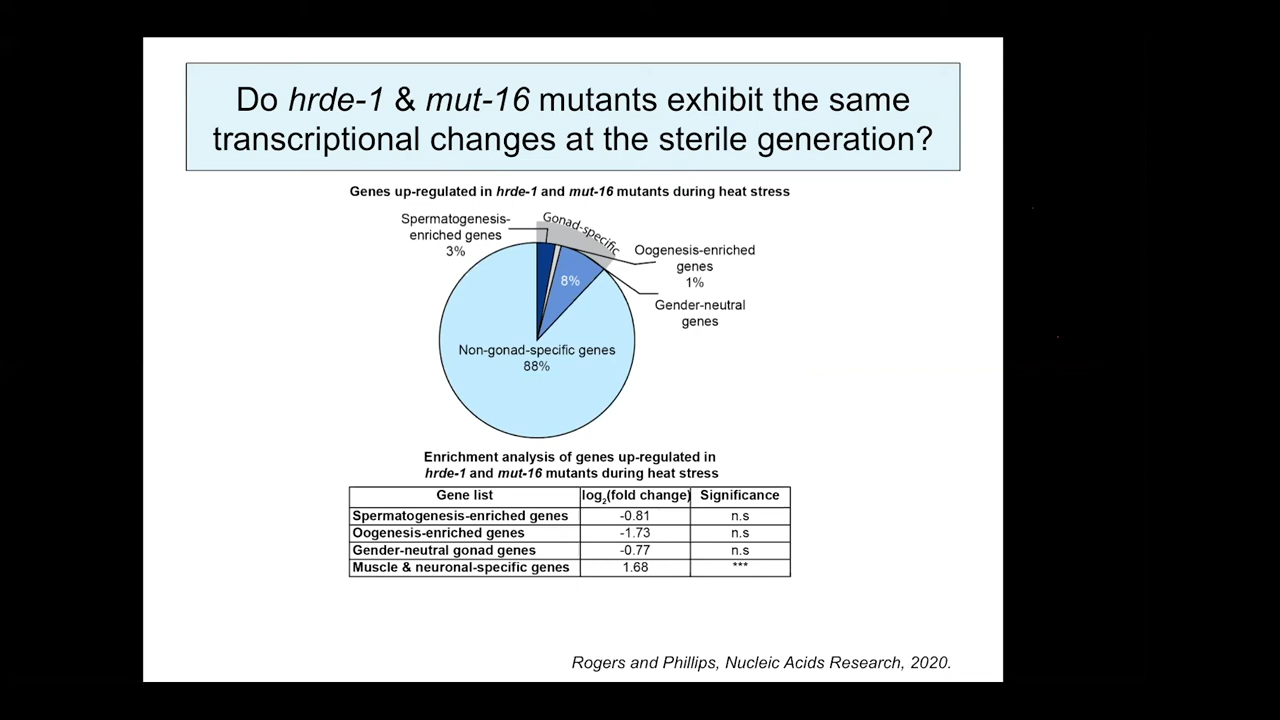 Do hrde-1 & mut-16 mutants exhibit the same
transcriptional changes at the sterile generation?
Genes up-regulated in hrde-1 and mut-16 mutants during heat stress
Spermatogenesis-
enriched genes
3%
Gonad-specific
Oogenesis-enriched
genes
1%
8%
Gender-neutral
genes
Non-gonad-specific genes
88%
Enrichment analysis of genes up-regulated in
hrde-1 and mut-16 mutants during heat stress
Gene list log2(fold change) Significance
Spermatogenesis-enriched genes -0.81 n.s
Oogenesis-enriched genes -1.73 n.s
Gender-neutral gonad genes -0.77 n.s
Muscle & neuronal-specific genes 1.68 ***
Rogers and Phillips, Nucleic Acids Research, 2020.